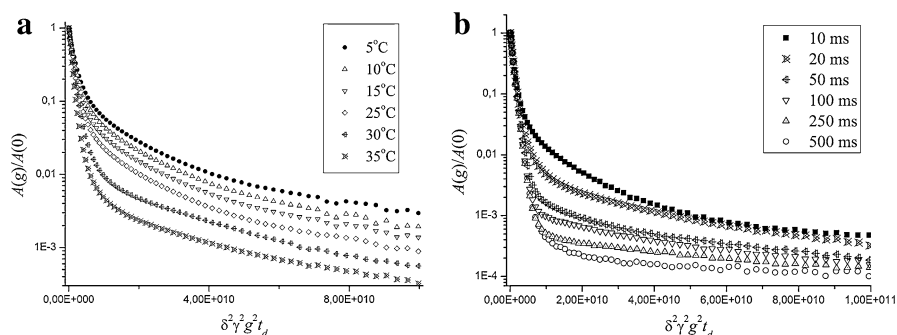 a
A(g)/A(0)
1
0,1
0,01
1E-3
5°C
10°C
15°C
25°C
30°C
35°C
0,00E+000
4,00E+010
8,00E+010
δ²γ²g²t_d
b
A(g)/A(0)
1
0,1
0,01
1E-3
1E-4
10 ms
20 ms
50 ms
100 ms
250 ms
500 ms
0,00E+000
2,00E+010
4,00E+010
6,00E+010
8,00E+010
1,00E+011
δ²γ²g²t_d